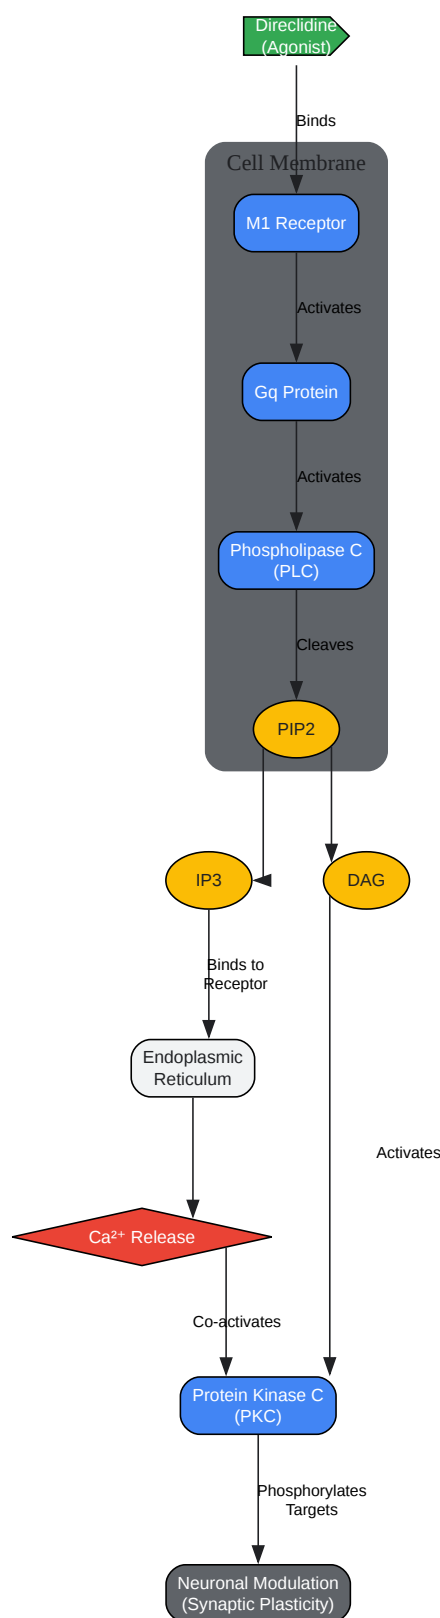 Direclidine
(Agonist)
Binds
Cell Membrane
M1 Receptor
Activates
Gq Protein
Activates
Phospholipase C
(PLC)
Cleaves
PIP2
IP3
DAG
Binds to
Receptor
Endoplasmic
Reticulum
Activates
Ca²⁺ Release
Co-activates
Protein Kinase C
(PKC)
Phosphorylates
Targets
Neuronal Modulation
(Synaptic Plasticity)